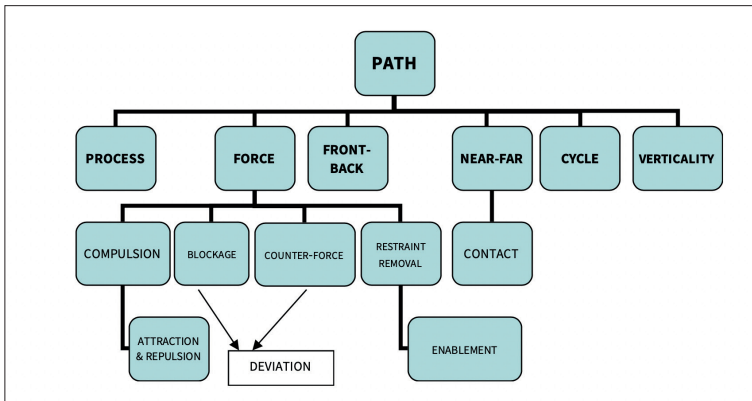 PATH
PROCESS
FORCE
FRONT-
BACK
NEAR-FAR
CYCLE
VERTICALITY
COMPULSION
BLOCKAGE
COUNTER-FORCE
RESTRAINT
REMOVAL
CONTACT
ATTRACTION
& REPULSION
DEVIATION
ENABLEMENT